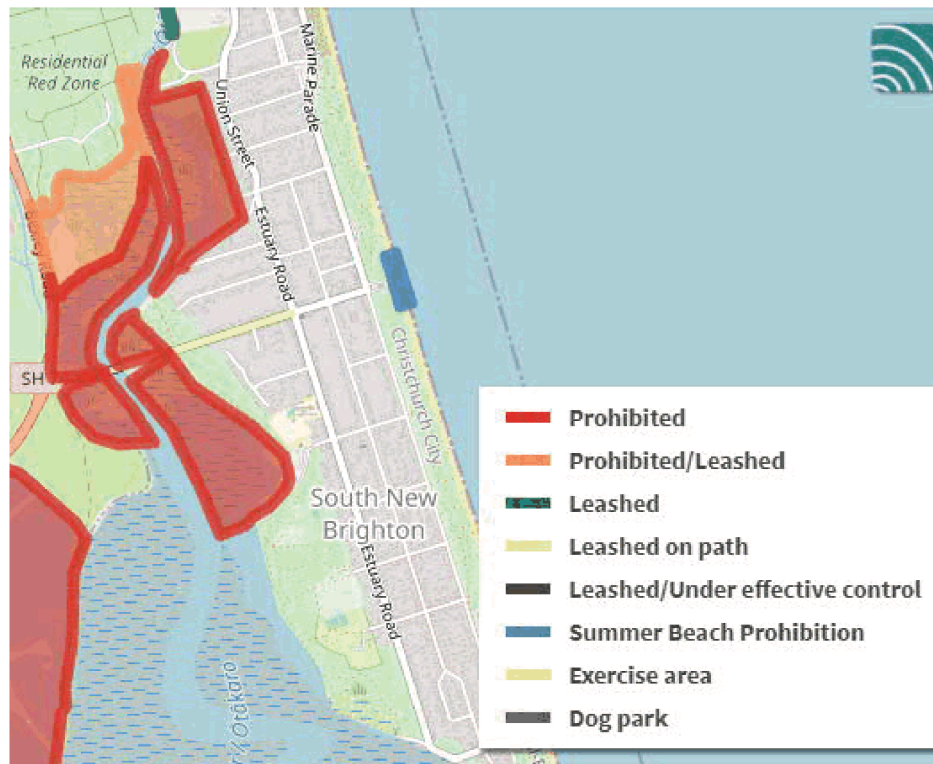 Residential
Red Zone
Marine Parade
Union Street
Estuary Road
Christchurch City
SH
South New
Brighton
Estuary Road
Prohibited
Prohibited/Leashed
Leashed
Leashed on path
Leashed/Under effective control
Summer Beach Prohibition
Exercise area
Dog park